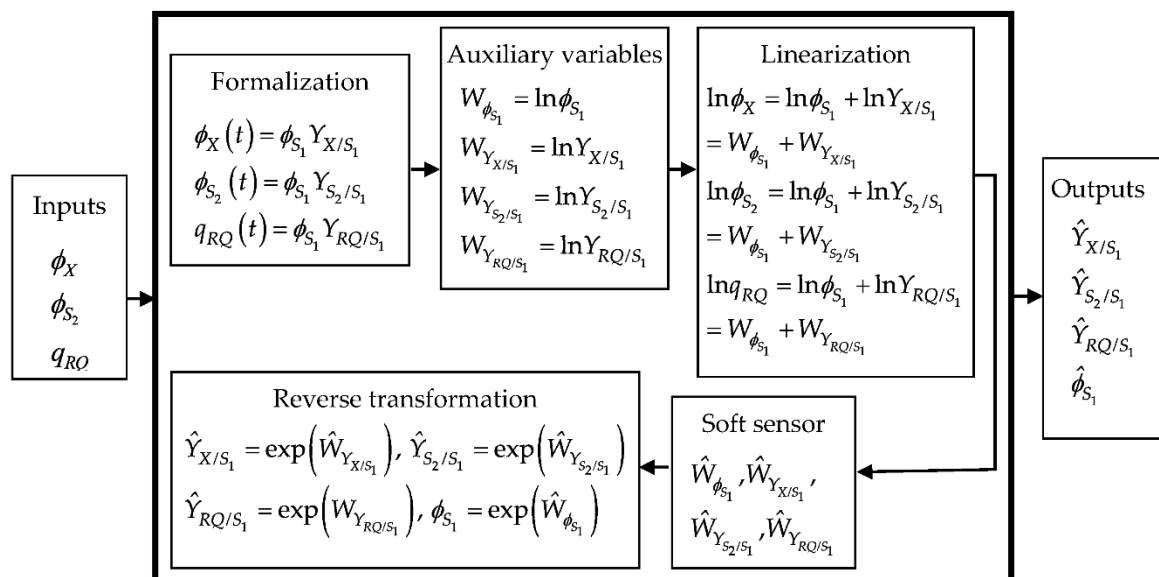 Inputs
ϕ_X
ϕ_{S_2}
q_{RQ}
Formalization
ϕ_X(t) = ϕ_{S_1} Y_{X/S_1}
ϕ_{S_2}(t) = ϕ_{S_1} Y_{S_2/S_1}
q_{RQ}(t) = ϕ_{S_1} Y_{RQ/S_1}
Auxiliary variables
W_{ϕ_{S_1}} = lnϕ_{S_1}
W_{Y_{X/S_1}} = lnY_{X/S_1}
W_{Y_{S_2/S_1}} = lnY_{S_2/S_1}
W_{Y_{RQ/S_1}} = lnY_{RQ/S_1}
Linearization
lnϕ_X = lnϕ_{S_1} + lnY_{X/S_1}
= W_{ϕ_{S_1}} + W_{Y_{X/S_1}}
lnϕ_{S_2} = lnϕ_{S_1} + lnY_{S_2/S_1}
= W_{ϕ_{S_1}} + W_{Y_{S_2/S_1}}
lnq_{RQ} = lnϕ_{S_1} + lnY_{RQ/S_1}
= W_{ϕ_{S_1}} + W_{Y_{RQ/S_1}}
Soft sensor
Ŵ_{ϕ_{S_1}}, Ŵ_{Y_{X/S_1}},
Ŵ_{Y_{S_2/S_1}}, Ŵ_{Y_{RQ/S_1}}
Reverse transformation
Ŷ_{X/S_1} = exp(Ŵ_{Y_{X/S_1}}), Ŷ_{S_2/S_1} = exp(Ŵ_{Y_{S_2/S_1}})
Ŷ_{RQ/S_1} = exp(W_{Y_{RQ/S_1}}), ϕ_{S_1} = exp(Ŵ_{ϕ_{S_1}})
Outputs
Ŷ_{X/S_1}
Ŷ_{S_2/S_1}
Ŷ_{RQ/S_1}
ϕ̂_{S_1}